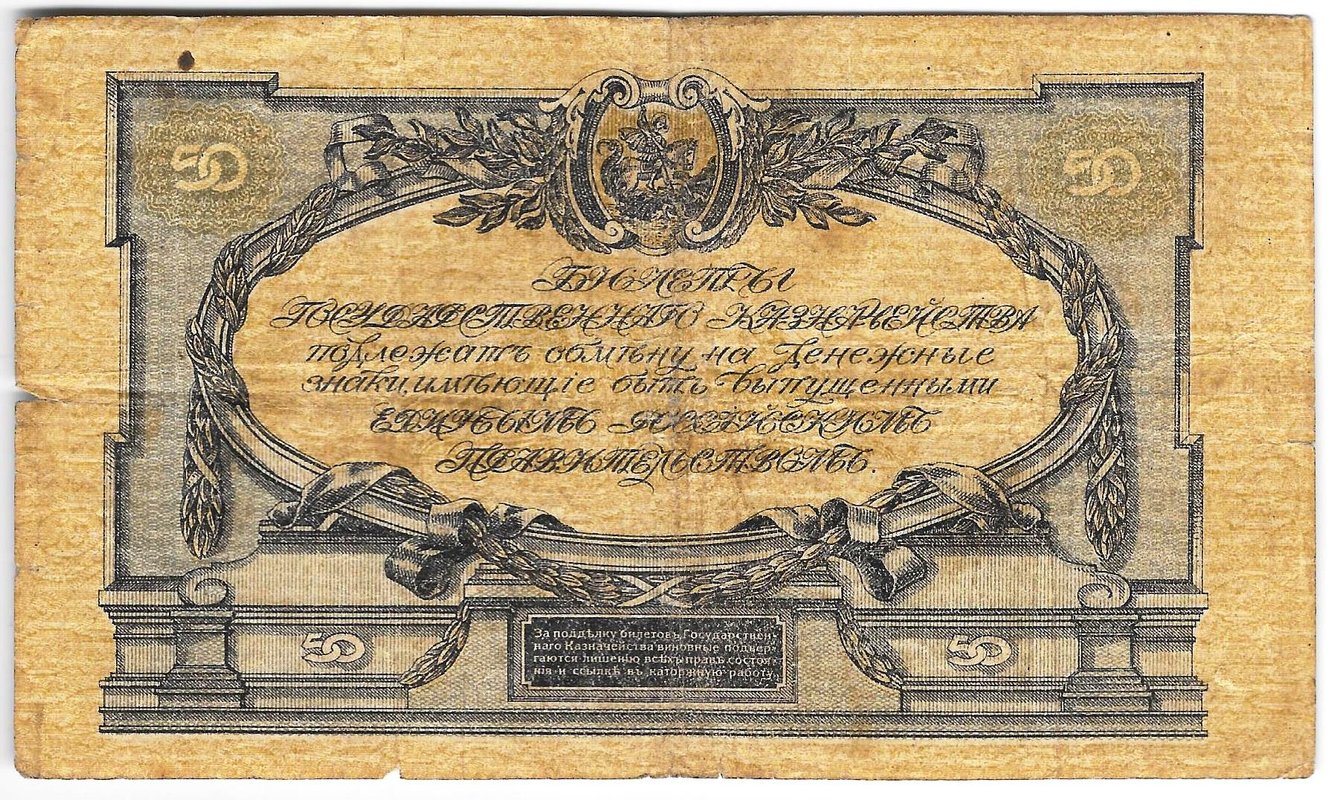 50
50
БИЛЕТЫ
ГОСУДАРСТВЕННАГО КАЗНАЧЕЙСТВА
подлежатъ обмѣну на денежные
знаки, имѣющіе быть выпущенными
ЕДИНЫМЪ РОССІЙСКИМЪ
ПРАВИТЕЛЬСТВОМЪ.
50
50
За поддѣлку билетовъ Государствен-
наго Казначейства виновные подвер-
гаются лишенію всѣхъ правъ состоя-
нія и ссылкѣ въ каторжную работу